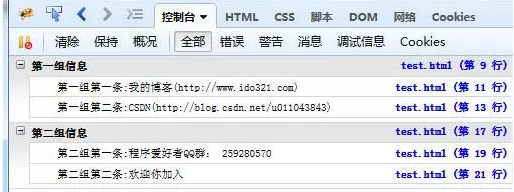 控制台 HTML CSS 脚本 DOM 网络 Cookies
清除 保持 概况 全部 错误 警告 消息 调试信息 Cookies
第一组信息 test.html (第 9 行)
第一组第一条:我的博客(http://www.ido321.com) test.html (第 11 行)
第一组第二条:CSDN(http://blog.csdn.net/u011043843) test.html (第 13 行)
第二组信息 test.html (第 17 行)
第二组第一条:程序爱好者QQ群： 259280570 test.html (第 19 行)
第二组第二条:欢迎你加入 test.html (第 21 行)